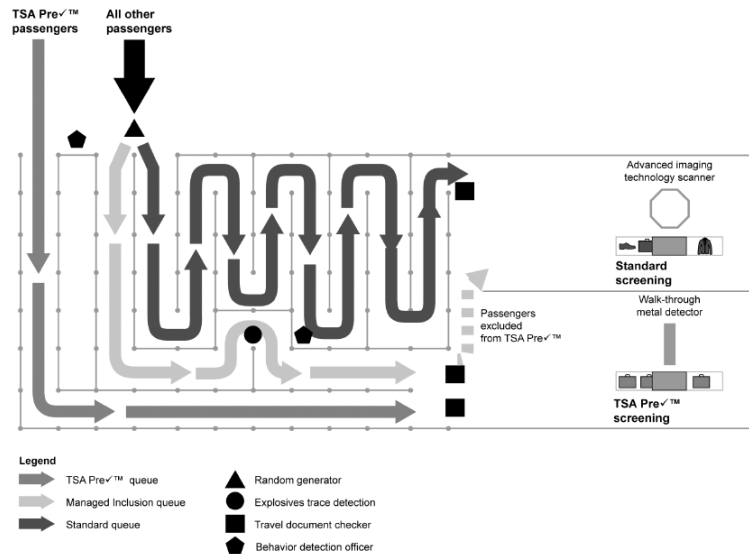 TSA Pre✓™
passengers
All other
passengers
Advanced imaging
technology scanner
Standard
screening
Walk-through
metal detector
Passengers
excluded
from TSA Pre✓™
TSA Pre✓™
screening
Legend
TSA Pre✓™ queue
Managed Inclusion queue
Standard queue
Random generator
Explosives trace detection
Travel document checker
Behavior detection officer